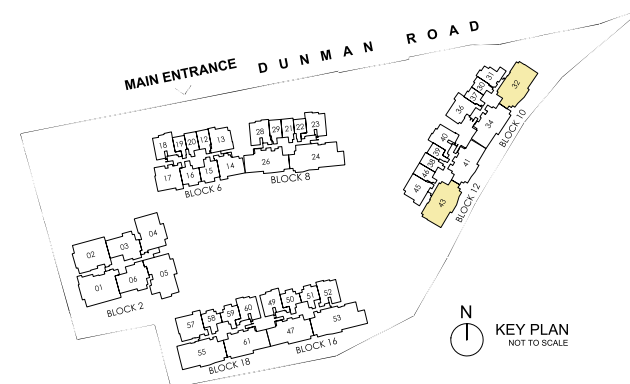 MAIN ENTRANCE
DUNMAN ROAD
18 19 20 12 13
17 16 15 14
BLOCK 6
28 29 21 22 23
26 24
BLOCK 8
31
30
37
32
36
34
BLOCK 10
40
39
38
46
45
41
43
BLOCK 12
02 03 04
01 06 05
BLOCK 2
57 58 59 60
55 61
BLOCK 18
49 50 51 52
47 53
BLOCK 16
N
KEY PLAN
NOT TO SCALE